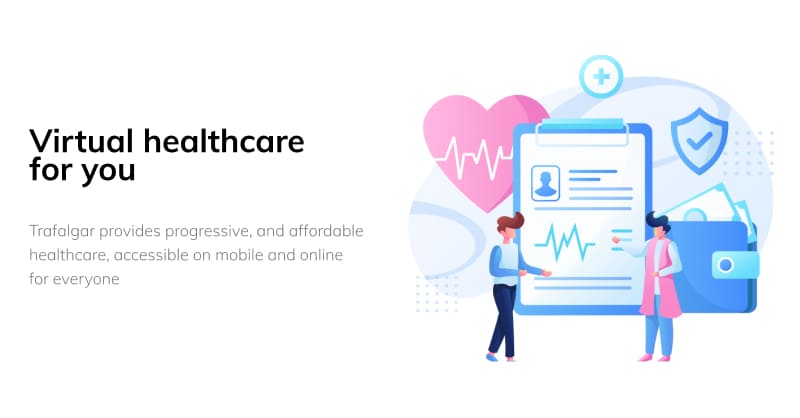 Virtual healthcare
for you
Trafalgar provides progressive, and affordable
healthcare, accessible on mobile and online
for everyone